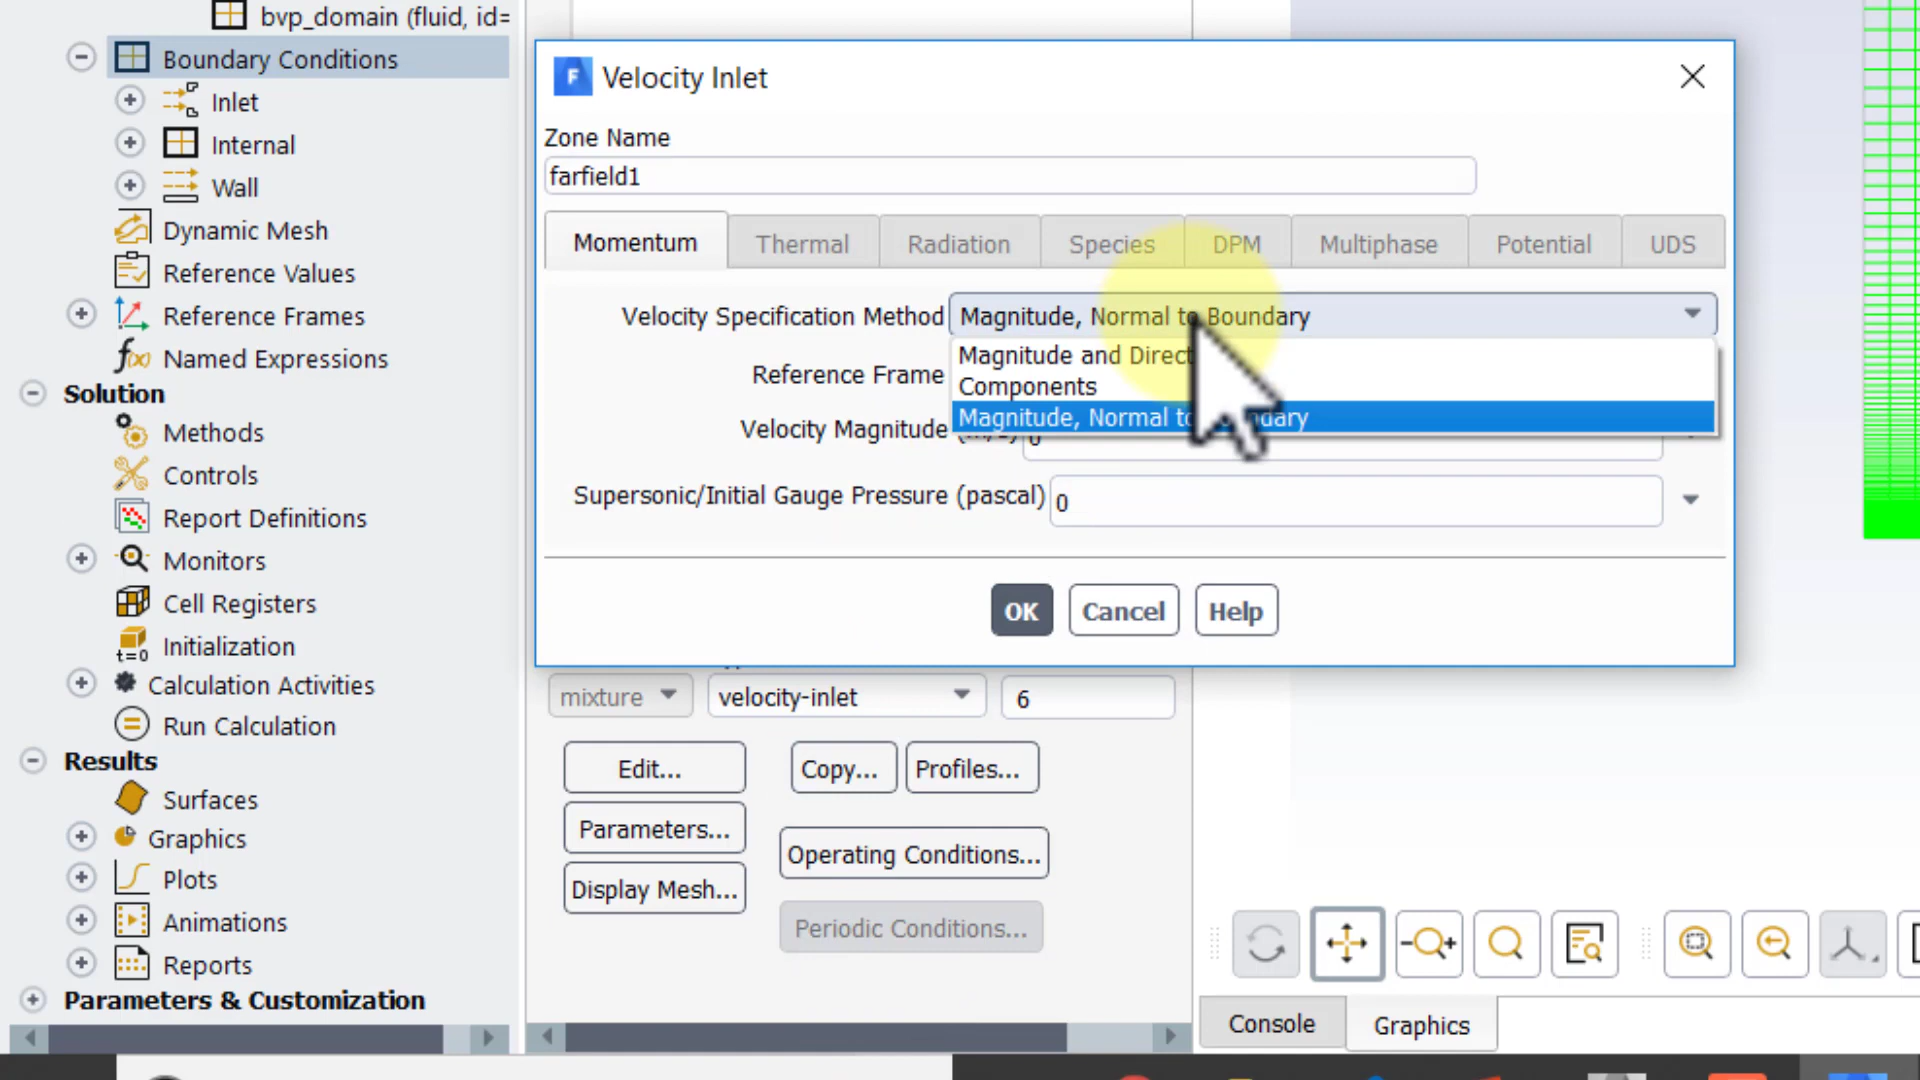 bvp_domain (fluid, id=
Boundary Conditions
Inlet
Internal
Wall
Dynamic Mesh
Reference Values
Reference Frames
f(x) Named Expressions
Solution
Methods
Controls
Report Definitions
Monitors
Cell Registers
t=0 Initialization
Calculation Activities
Run Calculation
Results
Surfaces
Graphics
Plots
Animations
Reports
Parameters & Customization
F Velocity Inlet
Zone Name
farfield1
Momentum Thermal Radiation Species DPM Multiphase Potential UDS
Velocity Specification Method Magnitude, Normal to Boundary
Magnitude and Direct
Components
Reference Frame
Magnitude, Normal
Velocity Magnitude
Supersonic/Initial Gauge Pressure (pascal) 0
OK Cancel Help
mixture velocity-inlet 6
Edit... Copy... Profiles...
Parameters...
Operating Conditions...
Display Mesh...
Periodic Conditions...
Console Graphics